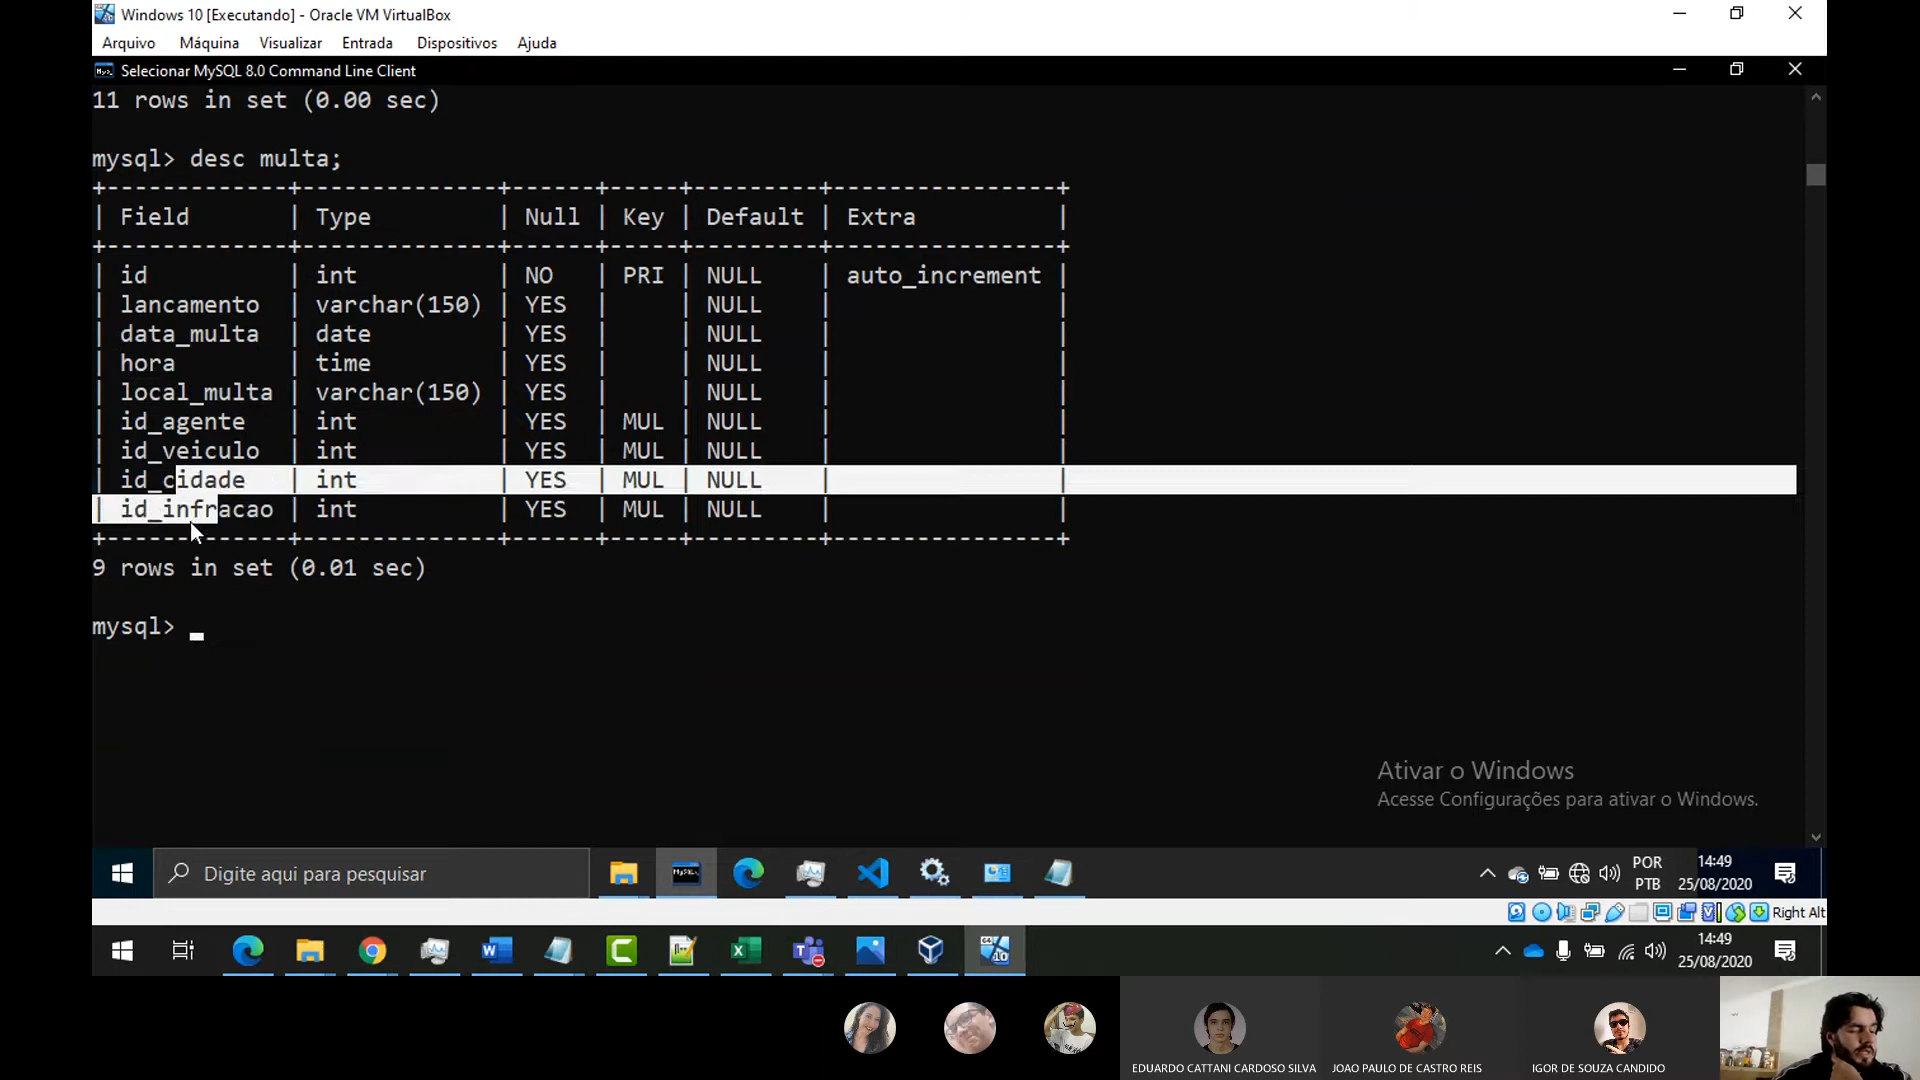 Windows 10 [Executando] - Oracle VM VirtualBox
Arquivo Máquina Visualizar Entrada Dispositivos Ajuda
Selecionar MySQL 8.0 Command Line Client
11 rows in set (0.00 sec)
mysql> desc multa;
+-------------+--------------+------+-----+---------+----------------+
| Field | Type | Null | Key | Default | Extra |
+-------------+--------------+------+-----+---------+----------------+
| id | int | NO | PRI | NULL | auto_increment |
| lancamento | varchar(150) | YES | | NULL | |
| data_multa | date | YES | | NULL | |
| hora | time | YES | | NULL | |
| local_multa | varchar(150) | YES | | NULL | |
| id_agente | int | YES | MUL | NULL | |
| id_veiculo | int | YES | MUL | NULL | |
| id_cidade | int | YES | MUL | NULL | |
| id_infracao | int | YES | MUL | NULL | |
+-------------+--------------+------+-----+---------+----------------+
9 rows in set (0.01 sec)
mysql>
Ativar o Windows
Acesse Configurações para ativar o Windows.
Digite aqui para pesquisar
POR
PTB
14:49
25/08/2020
Right Alt
14:49
25/08/2020
EDUARDO CATTANI CARDOSO SILVA
JOAO PAULO DE CASTRO REIS
IGOR DE SOUZA CANDIDO